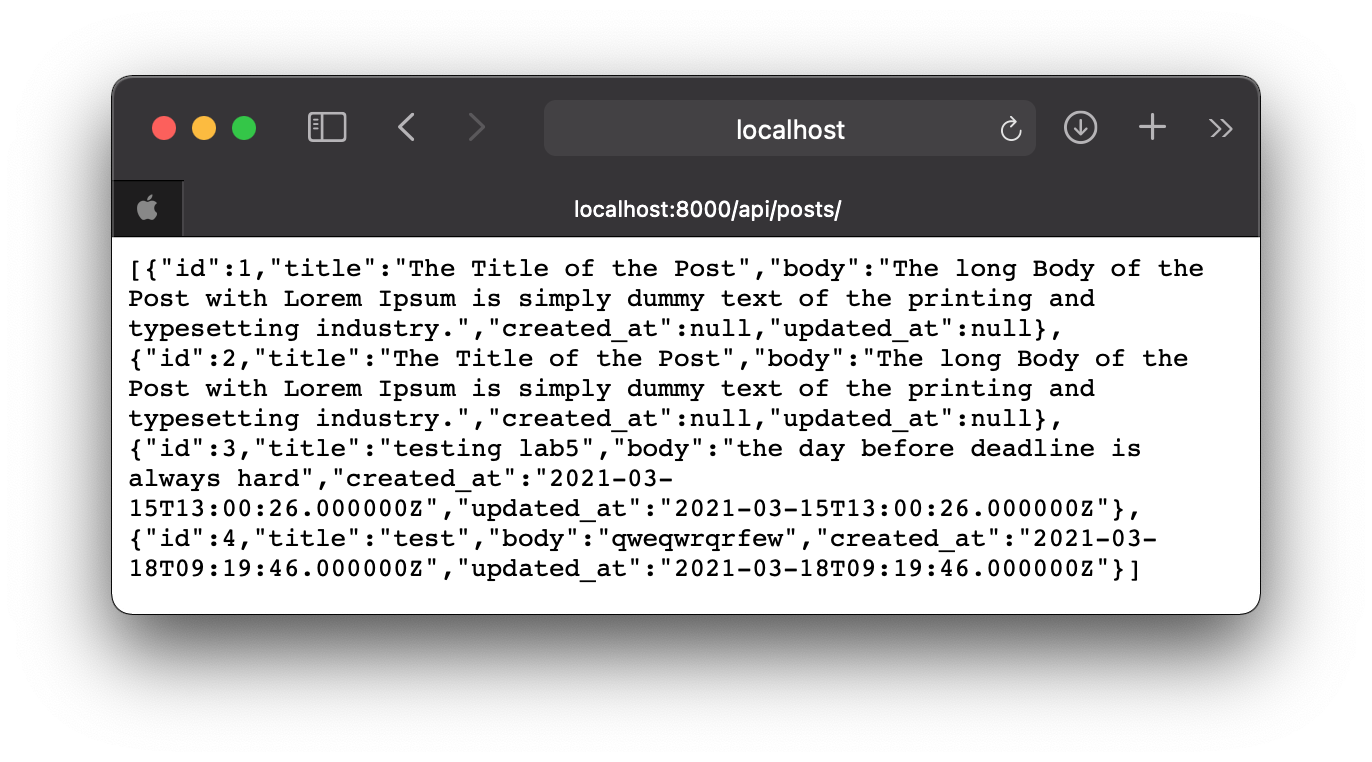 localhost
localhost:8000/api/posts/
[{"id":1,"title":"The Title of the Post","body":"The long Body of the
Post with Lorem Ipsum is simply dummy text of the printing and
typesetting industry.","created_at":null,"updated_at":null},
{"id":2,"title":"The Title of the Post","body":"The long Body of the
Post with Lorem Ipsum is simply dummy text of the printing and
typesetting industry.","created_at":null,"updated_at":null},
{"id":3,"title":"testing lab5","body":"the day before deadline is
always hard","created_at":"2021-03-
15T13:00:26.000000Z","updated_at":"2021-03-15T13:00:26.000000Z"},
{"id":4,"title":"test","body":"qweqwrqrfew","created_at":"2021-03-
18T09:19:46.000000Z","updated_at":"2021-03-18T09:19:46.000000Z"}]